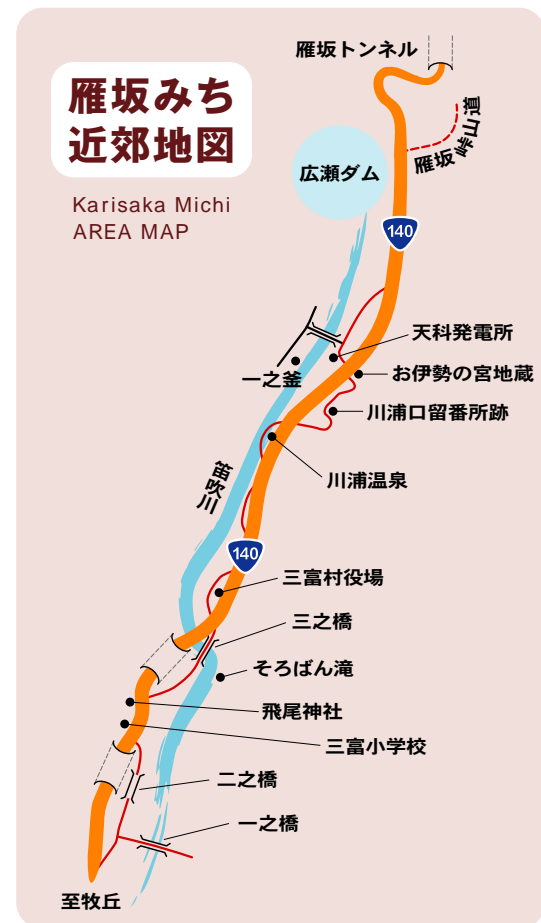 雁坂トンネル
雁坂みち
近郊地図
Karisaka Michi
AREA MAP
雁坂峠山道
広瀬ダム
140
天科発電所
お伊勢の宮地蔵
一之釜
川浦口留番所跡
川浦温泉
笛吹川
140
三富村役場
三之橋
そろばん滝
飛尾神社
三富小学校
二之橋
一之橋
至牧丘